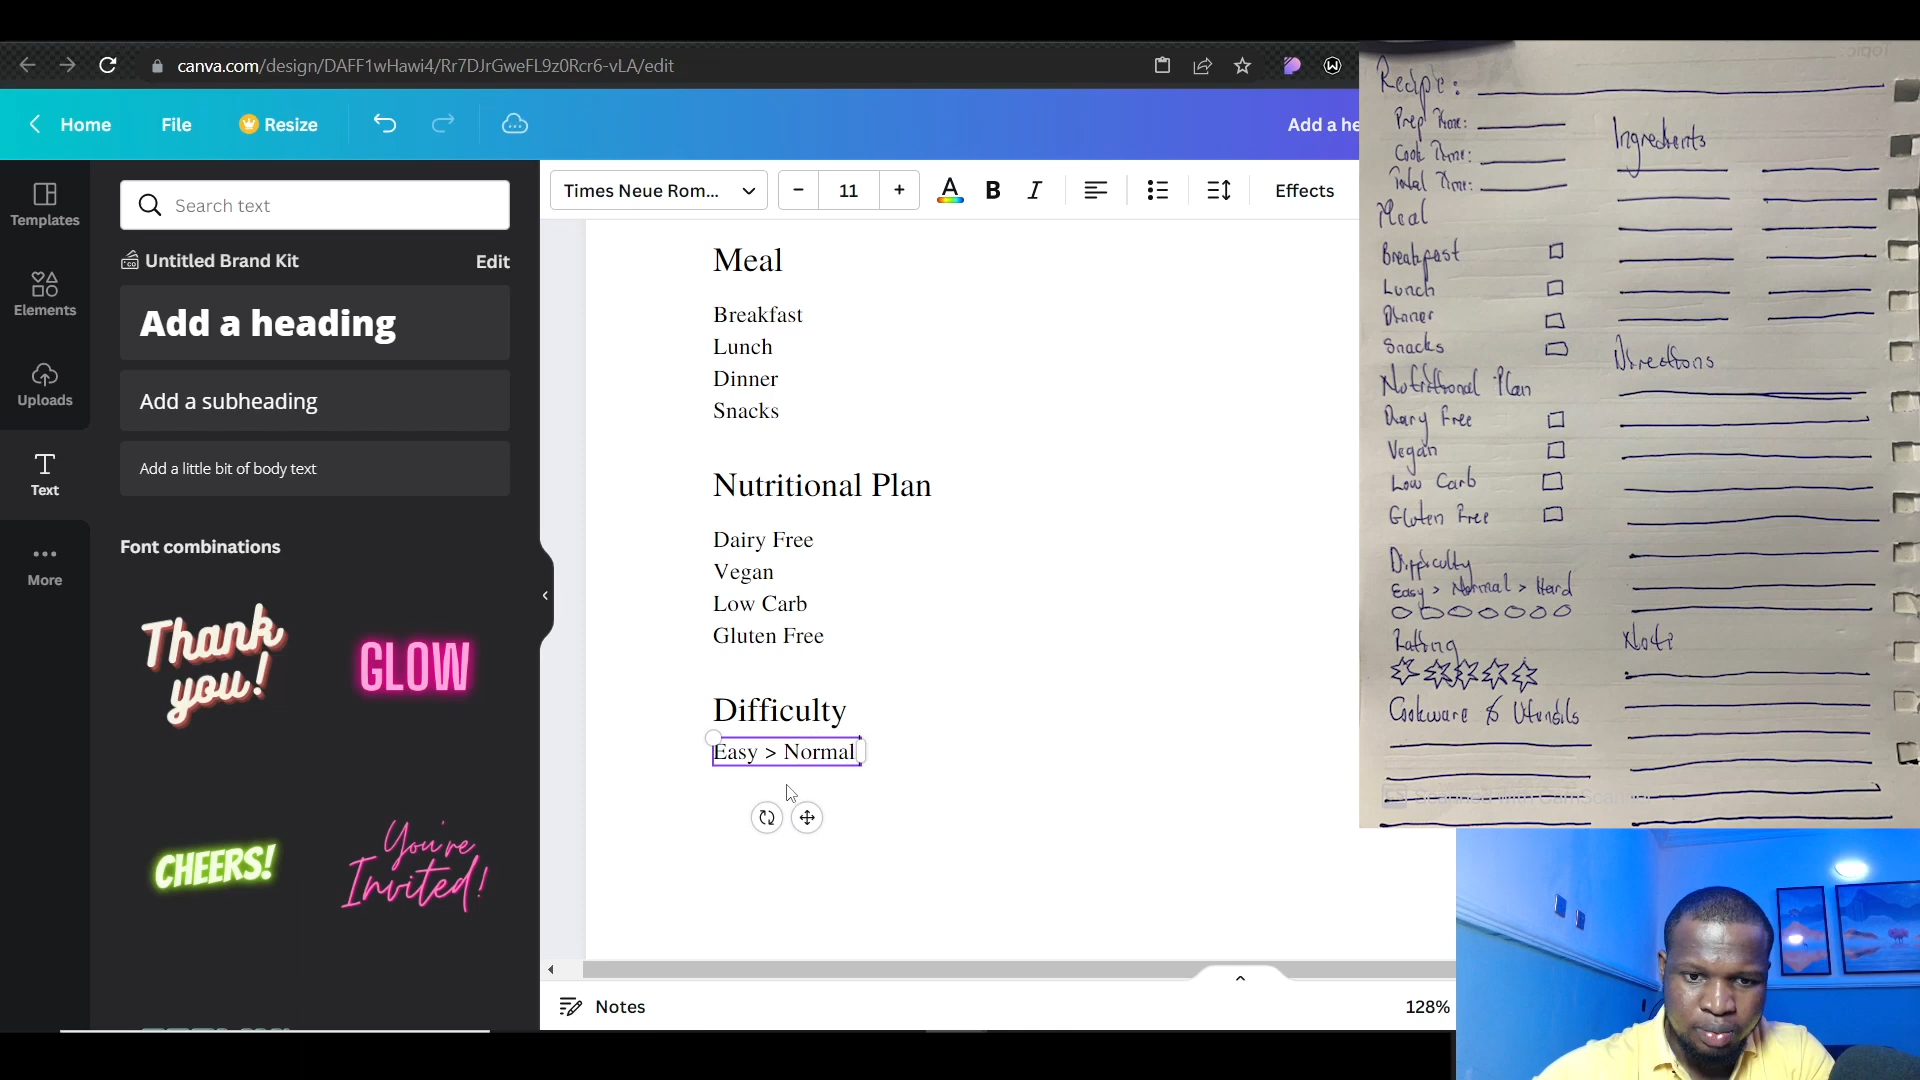 canva.com/design/DAFF1wHawi4/Rr7DJrGweFL9z0Rcr6-vLA/edit
Home
File
Resize
Add a he
Templates
Elements
Uploads
Text
More
Search text
Untitled Brand Kit
Edit
Add a heading
Add a subheading
Add a little bit of body text
Font combinations
Thank
you!
GLOW
CHEERS!
You're
Invited!
Times Neue Rom...
- 11 +
A B I
Effects
Meal
Breakfast
Lunch
Dinner
Snacks
Nutritional Plan
Dairy Free
Vegan
Low Carb
Gluten Free
Difficulty
Easy > Normal
Notes
128%
Recipe:
Prep Time:
Cook Time:
Total Time:
Meal
Breakfast
Lunch
Dinner
Snacks
Nutritional Plan
Diary Free
Vegan
Low Carb
Gluten Free
Difficulty
Easy > Normal > Hard
Rating
Cookware & Utensils
Ingredients
Directions
Note
Scanned with CamScanner